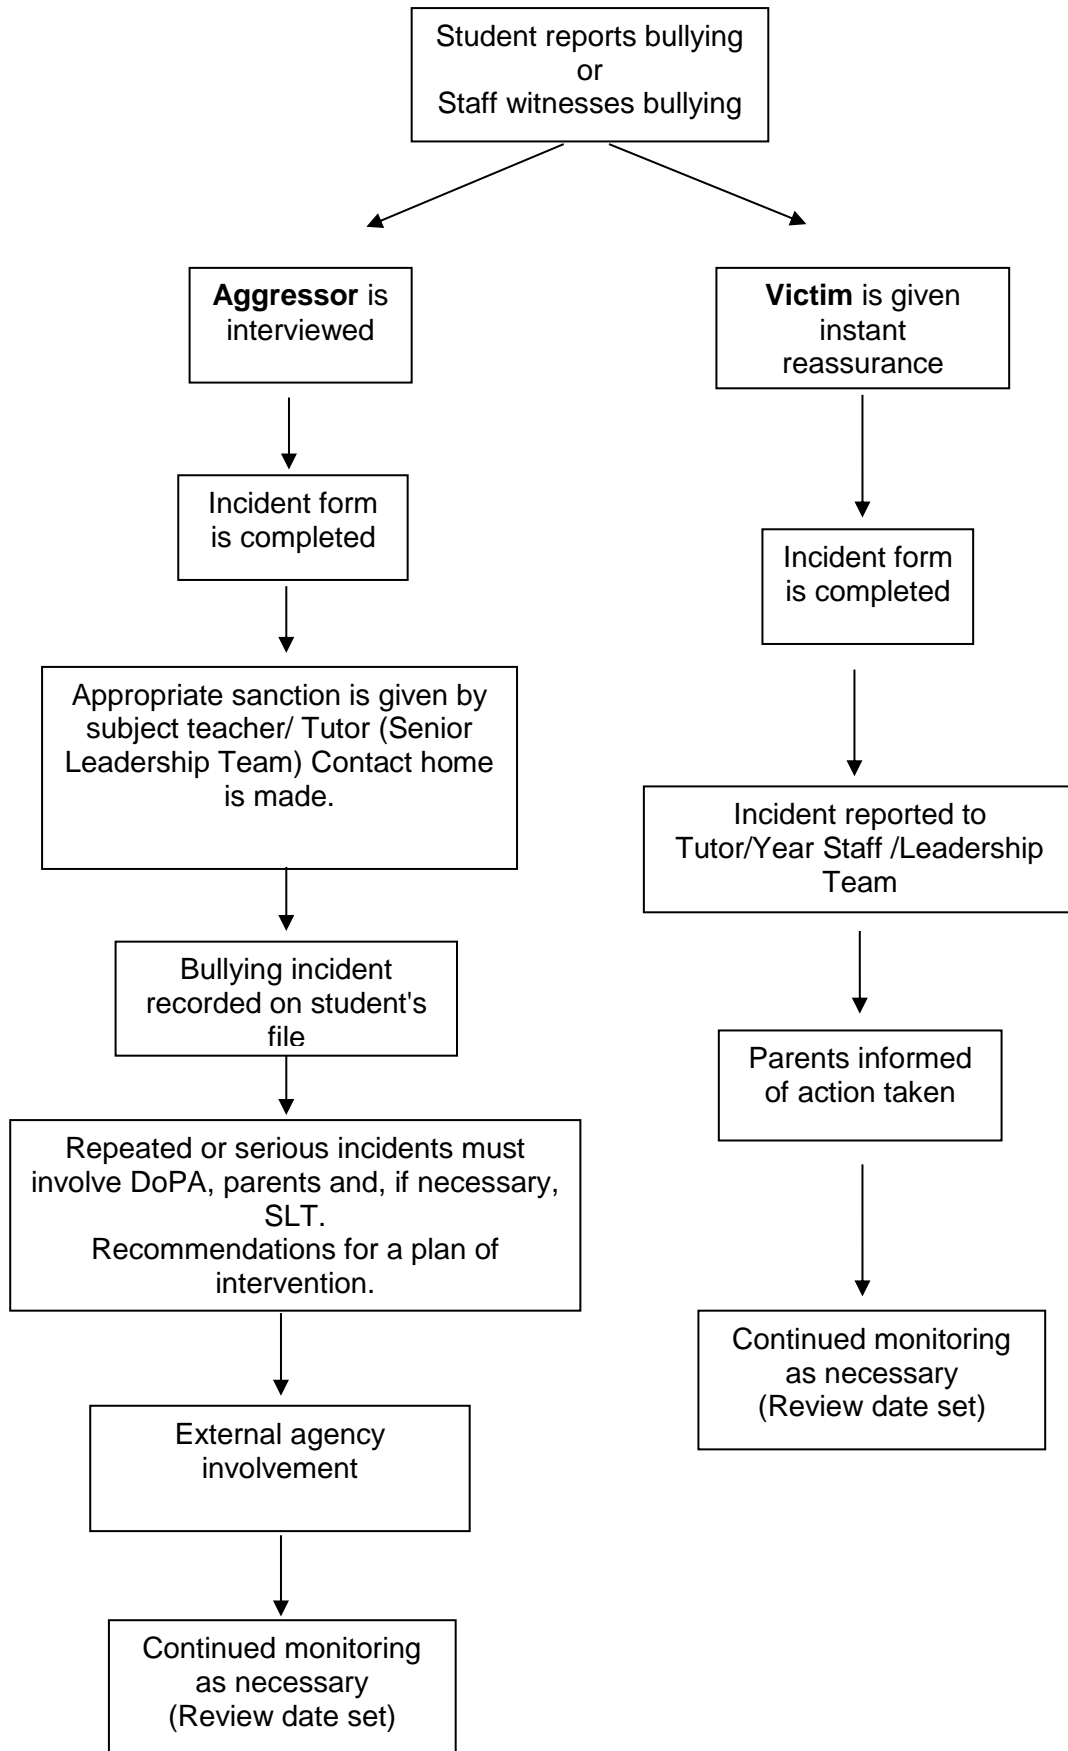 Student reports bullying
or
Staff witnesses bullying
Aggressor is
interviewed
Incident form
is completed
Appropriate sanction is given by
subject teacher/ Tutor (Senior
Leadership Team) Contact home
is made.
Bullying incident
recorded on student's
file
Repeated or serious incidents must
involve DoPA, parents and, if necessary,
SLT.
Recommendations for a plan of
intervention.
External agency
involvement
Continued monitoring
as necessary
(Review date set)
Victim is given
instant
reassurance
Incident form
is completed
Incident reported to
Tutor/Year Staff /Leadership
Team
Parents informed
of action taken
Continued monitoring
as necessary
(Review date set)